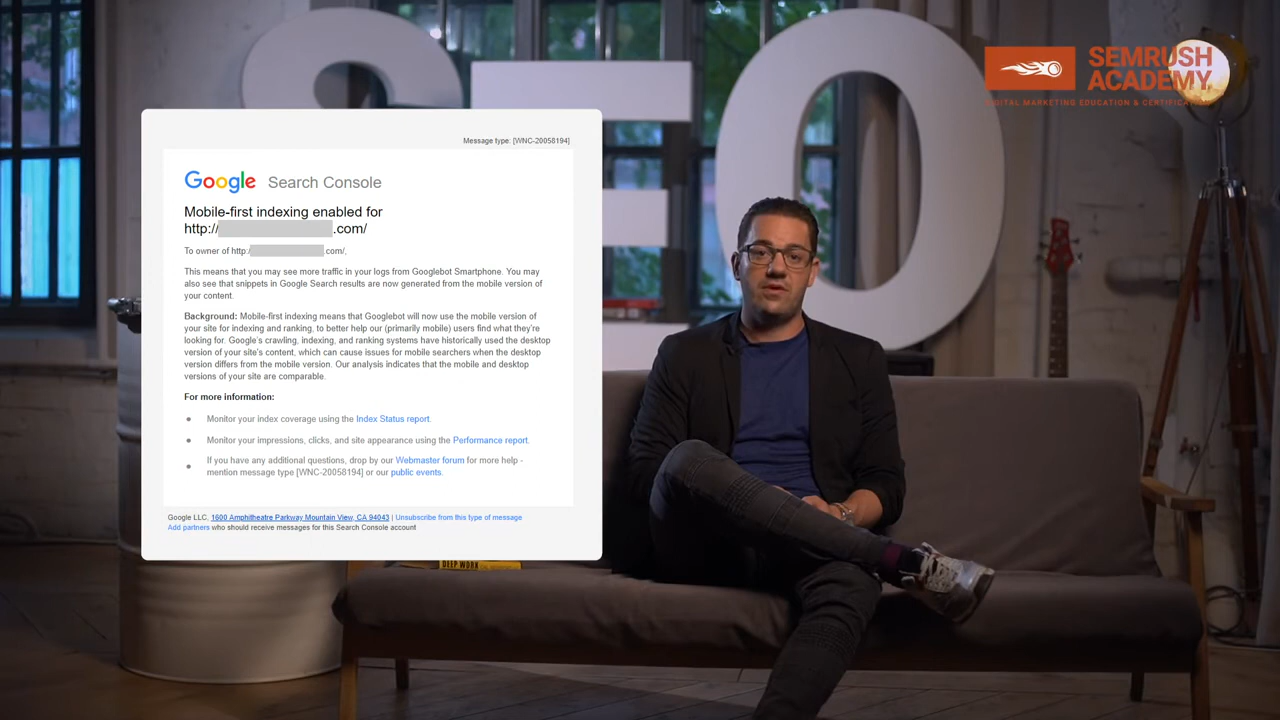 SEO
SEMRUSH
ACADEMY
DIGITAL MARKETING EDUCATION & CERTIFICATION
Message type: [WNC-20058194]
Google Search Console
Mobile-first indexing enabled for
http:// .com/
To owner of http:/ .com/,
This means that you may see more traffic in your logs from Googlebot Smartphone. You may
also see that snippets in Google Search results are now generated from the mobile version of
your content.
Background: Mobile-first indexing means that Googlebot will now use the mobile version of
your site for indexing and ranking, to better help our (primarily mobile) users find what they're
looking for. Google's crawling, indexing, and ranking systems have historically used the desktop
version of your site's content, which can cause issues for mobile searchers when the desktop
version differs from the mobile version. Our analysis indicates that the mobile and desktop
versions of your site are comparable.
For more information:
Monitor your index coverage using the Index Status report.
Monitor your impressions, clicks, and site appearance using the Performance report.
If you have any additional questions, drop by our Webmaster forum for more help -
mention message type [WNC-20058194] or our public events.
Google LLC, 1600 Amphitheatre Parkway Mountain View, CA 94043 | Unsubscribe from this type of message
Add partners who should receive messages for this Search Console account
DEEP WORK